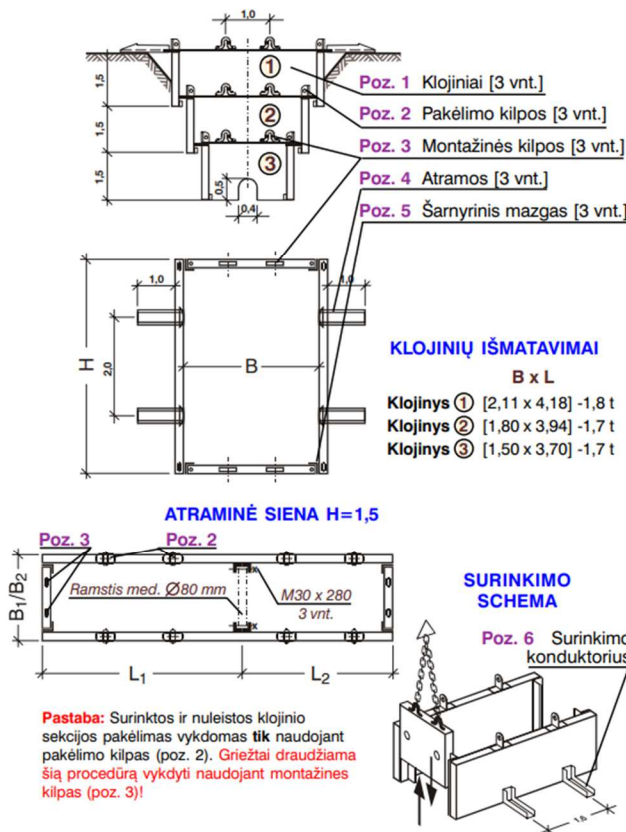 1,0
1
2
3
1,5
1,5
1,5
0,5
0,4
Poz. 1 Klojiniai [3 vnt.]
Poz. 2 Pakėlimo kilpos [3 vnt.]
Poz. 3 Montažinės kilpos [3 vnt.]
Poz. 4 Atramos [3 vnt.]
Poz. 5 Šarnyrinis mazgas [3 vnt.]
1,0
1,0
H
2,0
B
KLOJINIŲ IŠMATAVIMAI
B x L
Klojinys 1 [2,11 x 4,18] -1,8 t
Klojinys 2 [1,80 x 3,94] -1,7 t
Klojinys 3 [1,50 x 3,70] -1,7 t
ATRAMINĖ SIENA H=1,5
Poz. 3
Poz. 2
B₁/B₂
Ramstis med. Ø80 mm
M30 x 280
3 vnt.
L₁
L₂
Pastaba: Surinktos ir nuleistos klojinio
sekcijos pakėlimas vykdomas tik naudojant
pakėlimo kilpas (poz. 2). Griežtai draudžiama
šią procedūrą vykdyti naudojant montažines
kilpas (poz. 3)!
SURINKIMO
SCHEMA
Poz. 6 Surinkimo
konduktorius
1,6